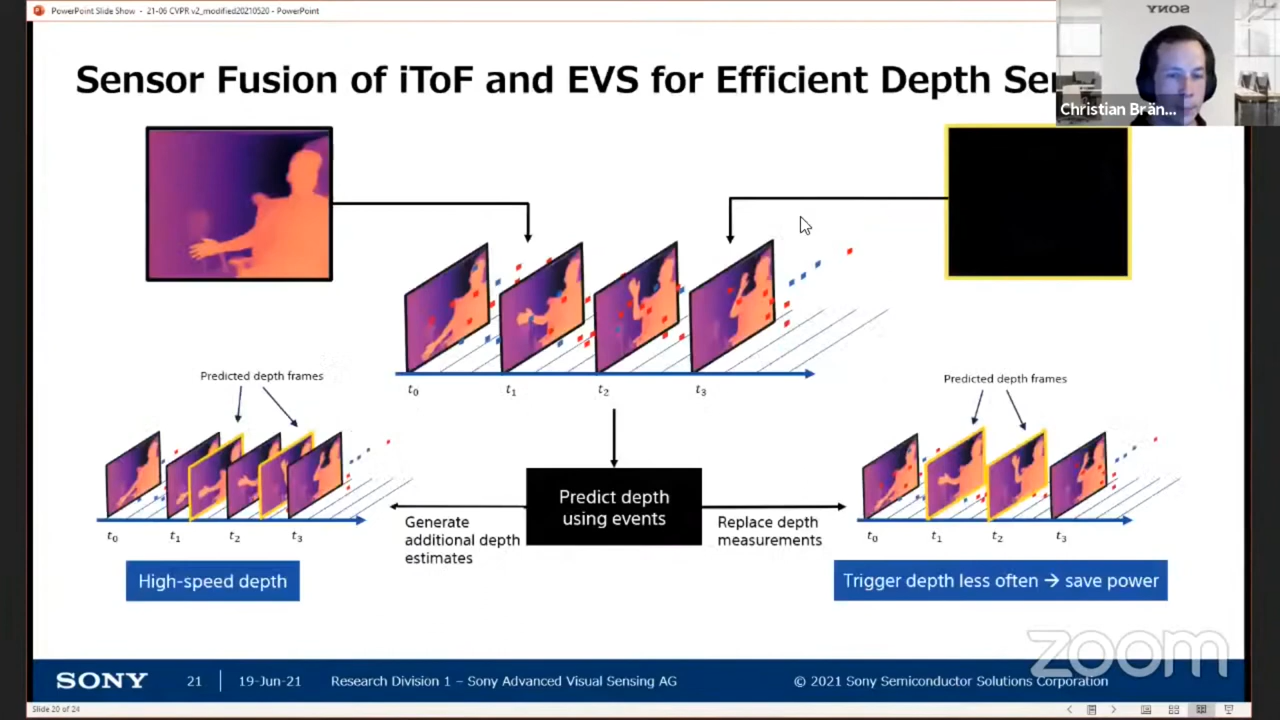 PowerPoint Slide Show - 21-06 CVPR v2_modified20210520 - PowerPoint
SONY
Sensor Fusion of iToF and EVS for Efficient Depth Se
Christian Brän...
t0 t1 t2 t3
Predicted depth frames
Predicted depth frames
Predict depth
using events
Generate
additional depth
estimates
Replace depth
measurements
t0 t1 t2 t3
t0 t1 t2 t3
High-speed depth
Trigger depth less often → save power
zoom
SONY 21 19-Jun-21 Research Division 1 – Sony Advanced Visual Sensing AG © 2021 Sony Semiconductor Solutions Corporation
Slide 20 of 24